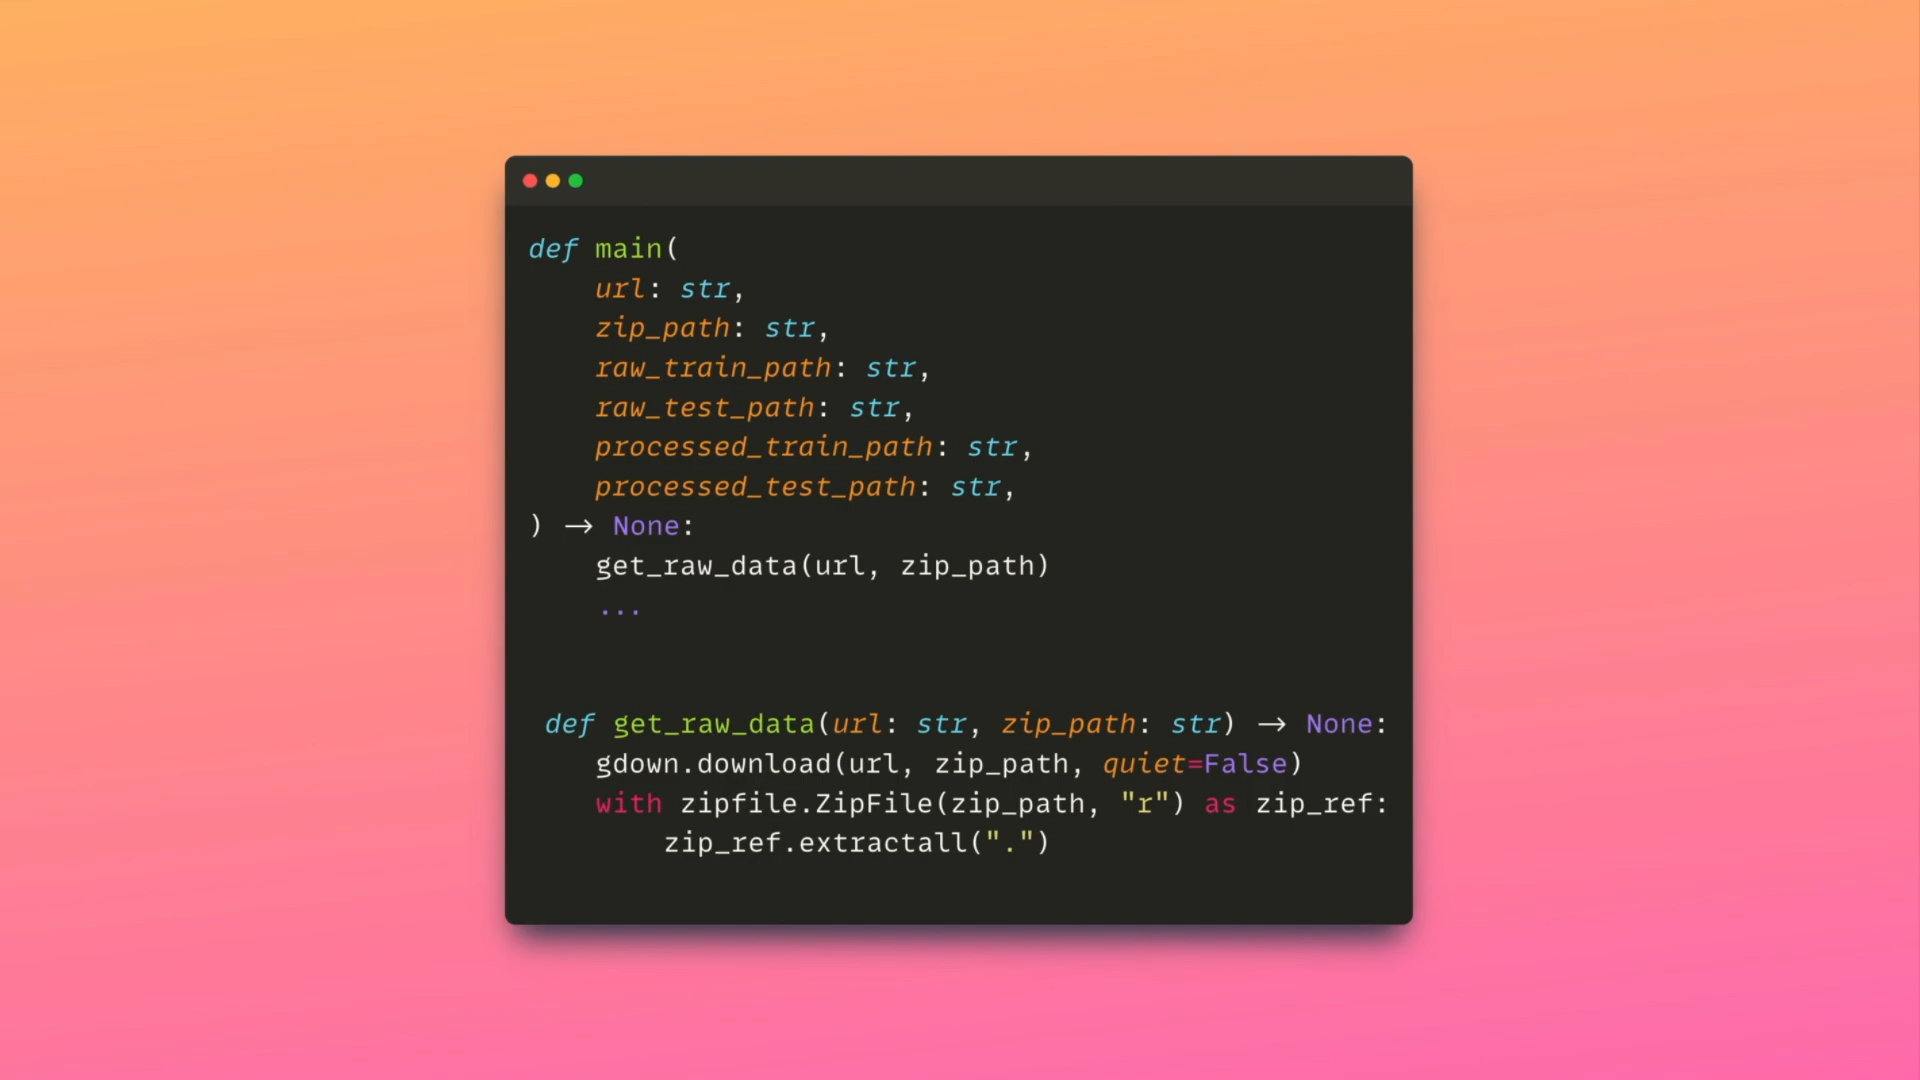 def main(
    url: str,
    zip_path: str,
    raw_train_path: str,
    raw_test_path: str,
    processed_train_path: str,
    processed_test_path: str,
) → None:
    get_raw_data(url, zip_path)
    ...
 def get_raw_data(url: str, zip_path: str) → None:
    gdown.download(url, zip_path, quiet=False)
    with zipfile.ZipFile(zip_path, "r") as zip_ref:
        zip_ref.extractall(".")